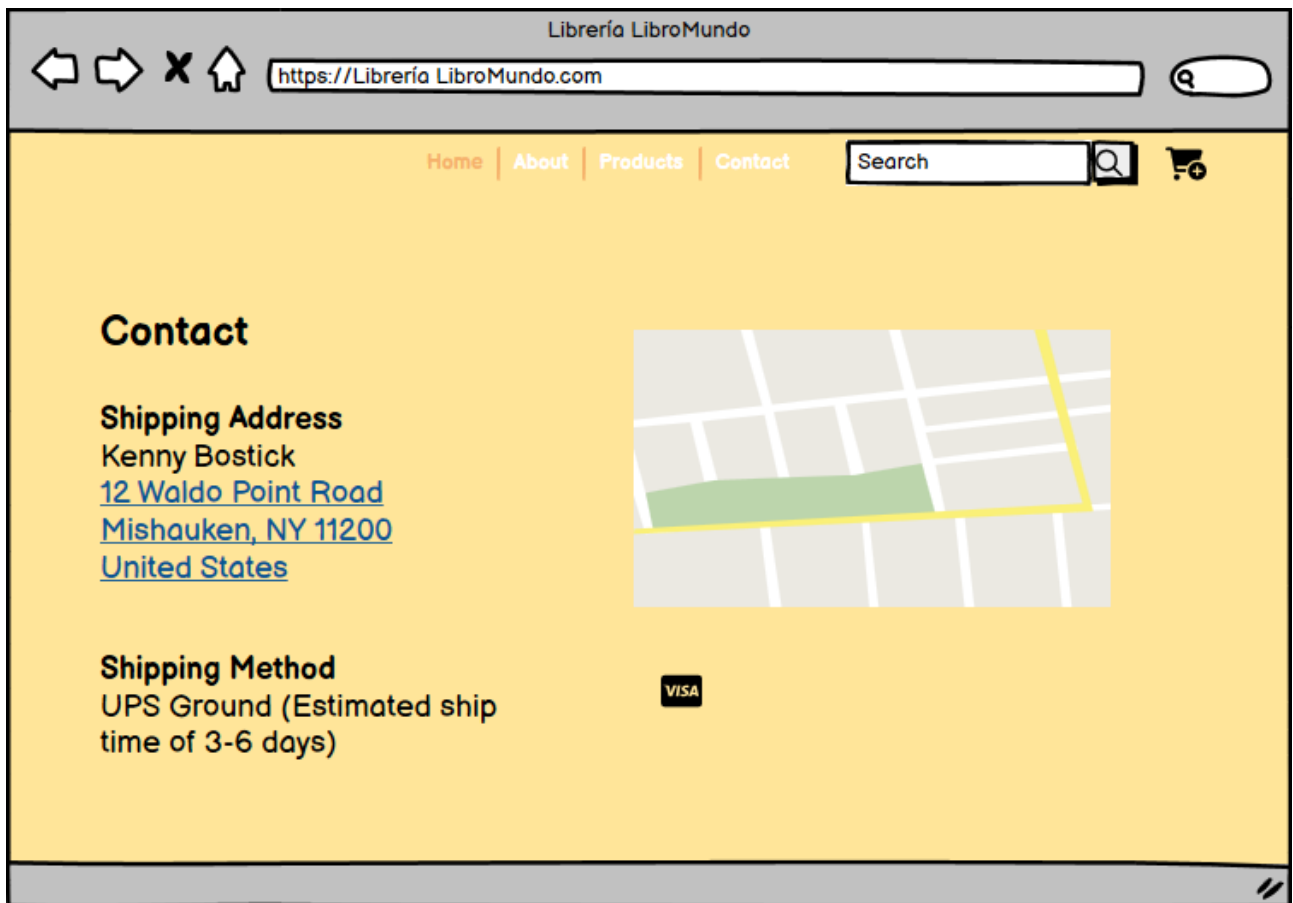 Librería LibroMundo
https://Librería LibroMundo.com
Home About Products Contact Search
Contact
Shipping Address
Kenny Bostick
12 Waldo Point Road
Mishauken, NY 11200
United States
Shipping Method
UPS Ground (Estimated ship
time of 3-6 days)
VISA